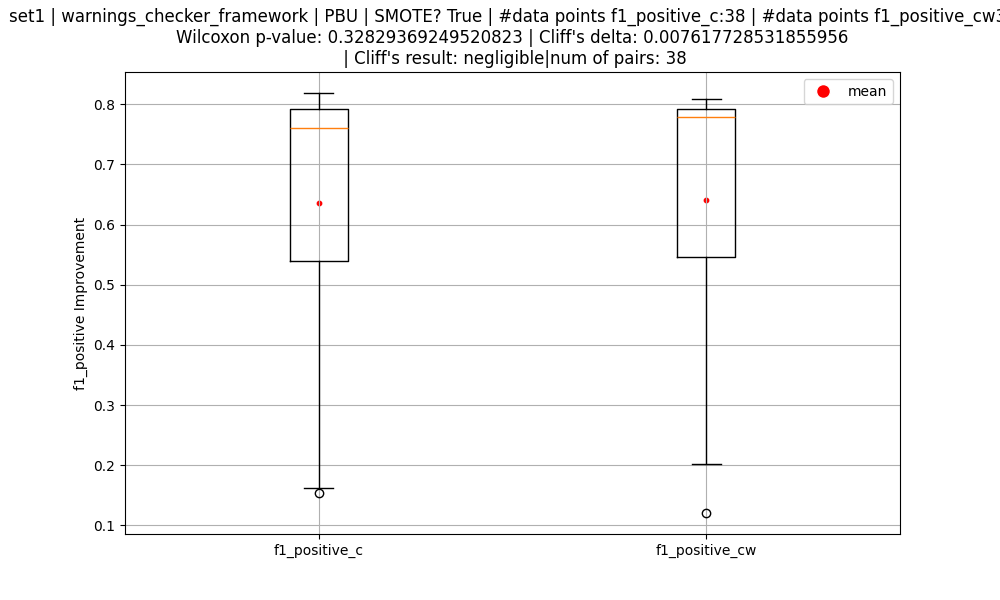 set1 | warnings_checker_framework | PBU | SMOTE? True | #data points f1_positive_c:38 | #data points f1_positive_cw
Wilcoxon p-value: 0.32829369249520823 | Cliff's delta: 0.007617728531855956
| Cliff's result: negligible|num of pairs: 38
mean
0.8
0.7
0.6
0.5
0.4
0.3
0.2
0.1
f1_positive Improvement
f1_positive_c
f1_positive_cw